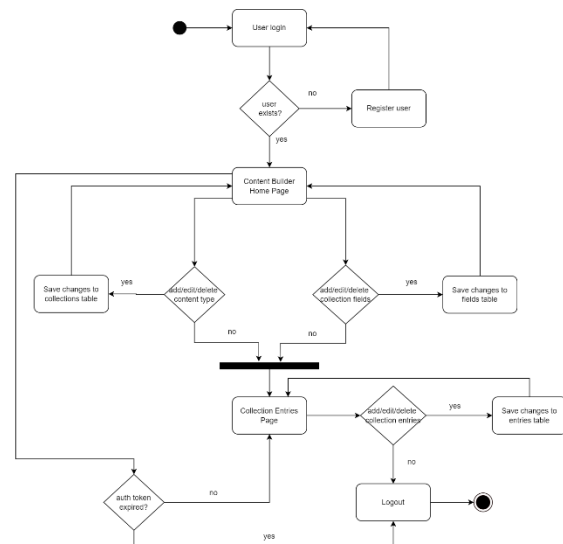 User login
no
user
exists?
Register user
yes
Content Builder
Home Page
Save changes to
collections table
yes
add/edit/delete
content type
add/edit/delete
collection fields
yes
Save changes to
fields table
no
no
Collection Entries
Page
add/edit/delete
collection entries
yes
Save changes to
entries table
no
auth token
expired?
no
Logout
yes